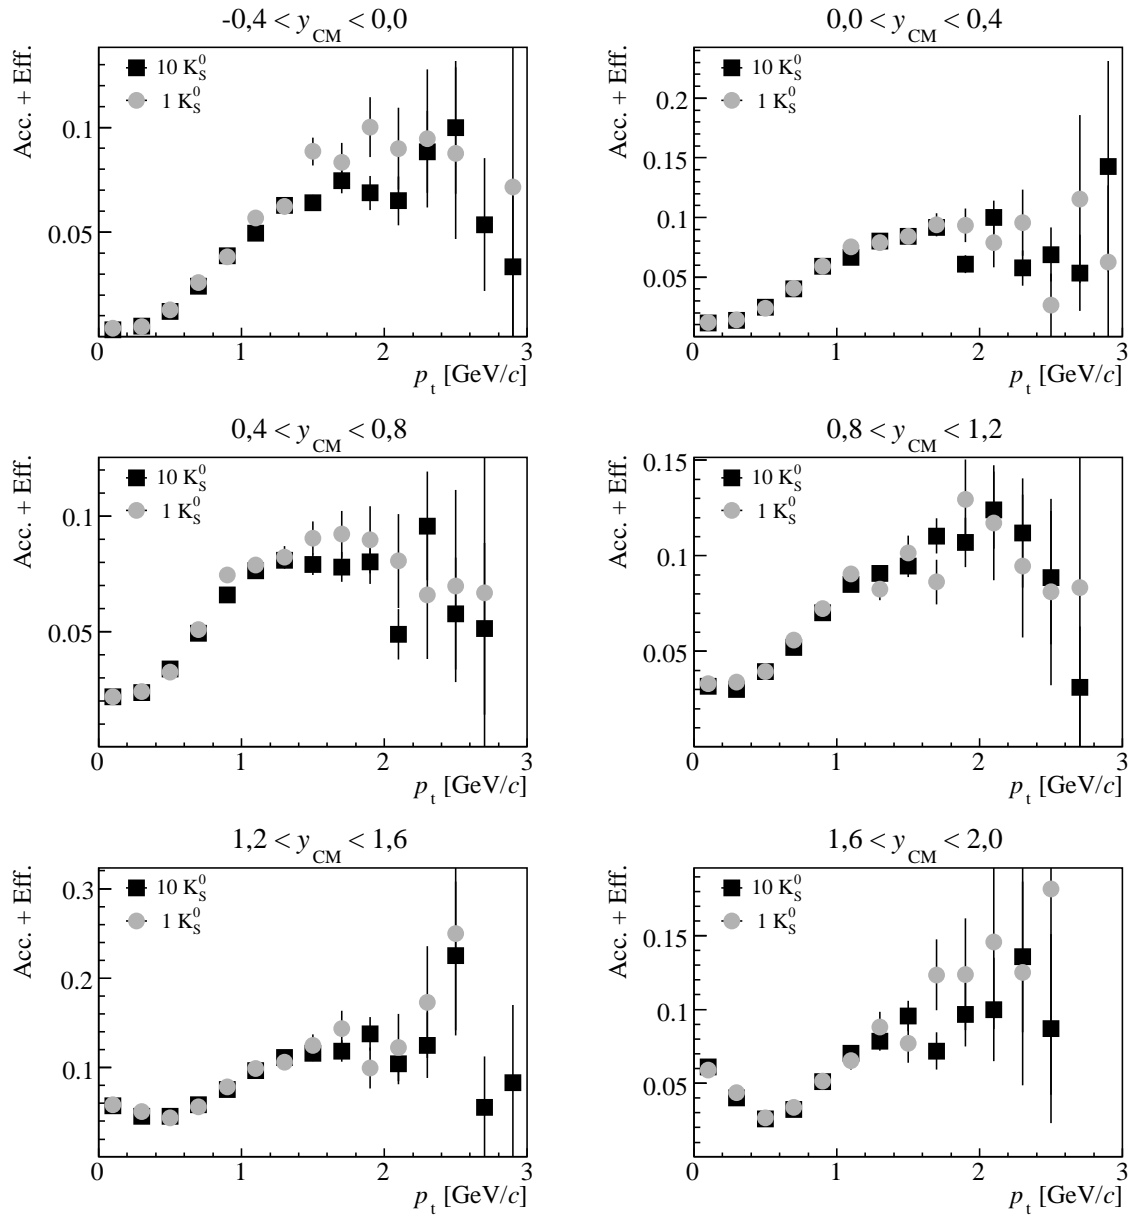 -0,4 < y_CM < 0,0
Acc. + Eff.
10 K_S^0
1 K_S^0
0.1
0.05
0 1 2 3
p_t [GeV/c]
0,0 < y_CM < 0,4
Acc. + Eff.
10 K_S^0
1 K_S^0
0.2
0.15
0.1
0.05
0 1 2 3
p_t [GeV/c]
0,4 < y_CM < 0,8
Acc. + Eff.
10 K_S^0
1 K_S^0
0.1
0.05
0 1 2 3
p_t [GeV/c]
0,8 < y_CM < 1,2
Acc. + Eff.
10 K_S^0
1 K_S^0
0.15
0.1
0.05
0 1 2 3
p_t [GeV/c]
1,2 < y_CM < 1,6
Acc. + Eff.
10 K_S^0
1 K_S^0
0.3
0.2
0.1
0 1 2 3
p_t [GeV/c]
1,6 < y_CM < 2,0
Acc. + Eff.
10 K_S^0
1 K_S^0
0.15
0.1
0.05
0 1 2 3
p_t [GeV/c]